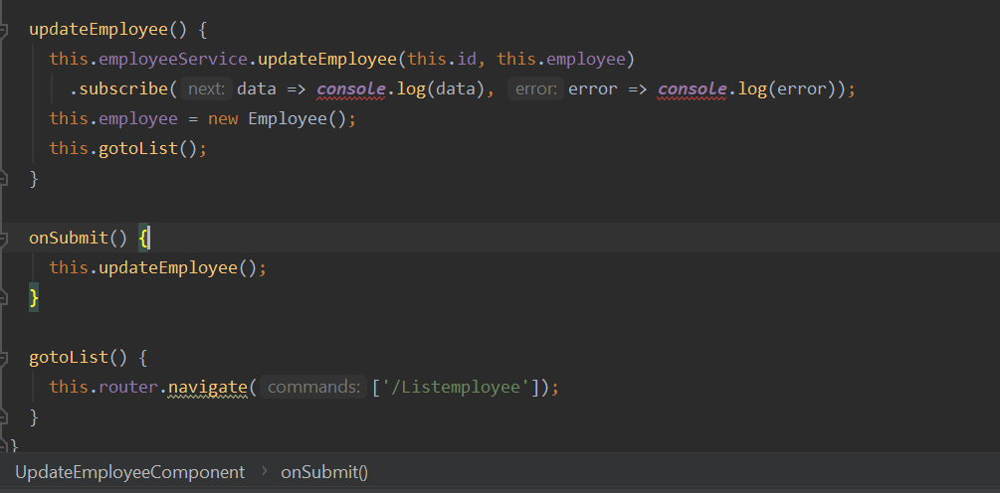 updateEmployee() {
this.employeeService.updateEmployee(this.id, this.employee)
.subscribe( next: data => console.log(data), error: error => console.log(error));
this.employee = new Employee();
this.gotoList();
}
onSubmit() {
this.updateEmployee();
}
gotoList() {
this.router.navigate( commands: ['/Listemployee']);
}
}
UpdateEmployeeComponent › onSubmit()